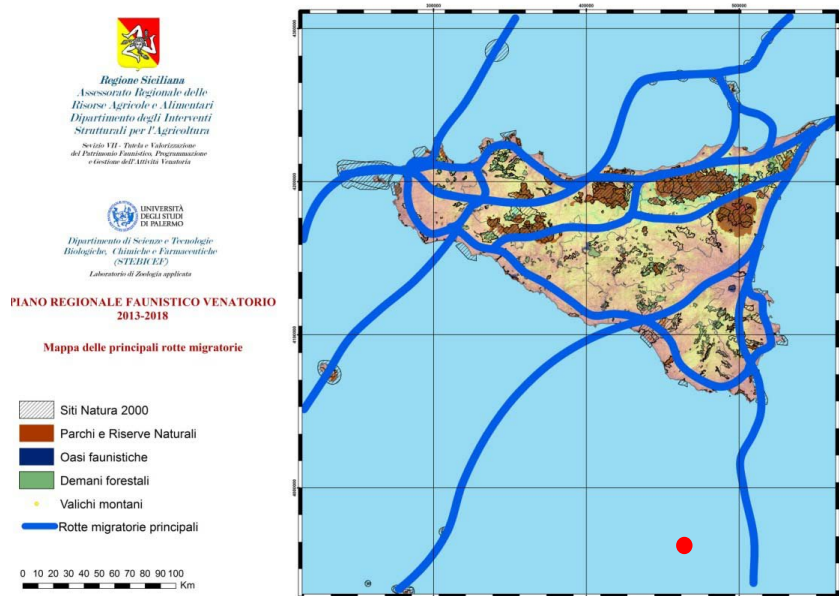 Regione Siciliana
Assessorato Regionale delle
Risorse Agricole e Alimentari
Dipartimento degli Interventi
Strutturali per l'Agricoltura
Sevizio VII - Tutela e Valorizzazione
del Patrimonio Faunistico, Programmazione
e Gestione dell'Attività Venatoria
UNIVERSITÀ
DEGLI STUDI
DI PALERMO
Dipartimento di Scienze e Tecnologie
Biologiche, Chimiche e Farmaceutiche
(STEBICEF)
Laboratorio di Zoologia applicata
PIANO REGIONALE FAUNISTICO VENATORIO
2013-2018
Mappa delle principali rotte migratorie
Siti Natura 2000
Parchi e Riserve Naturali
Oasi faunistiche
Demani forestali
Valichi montani
Rotte migratorie principali
0 10 20 30 40 50 60 70 80 90 100
Km